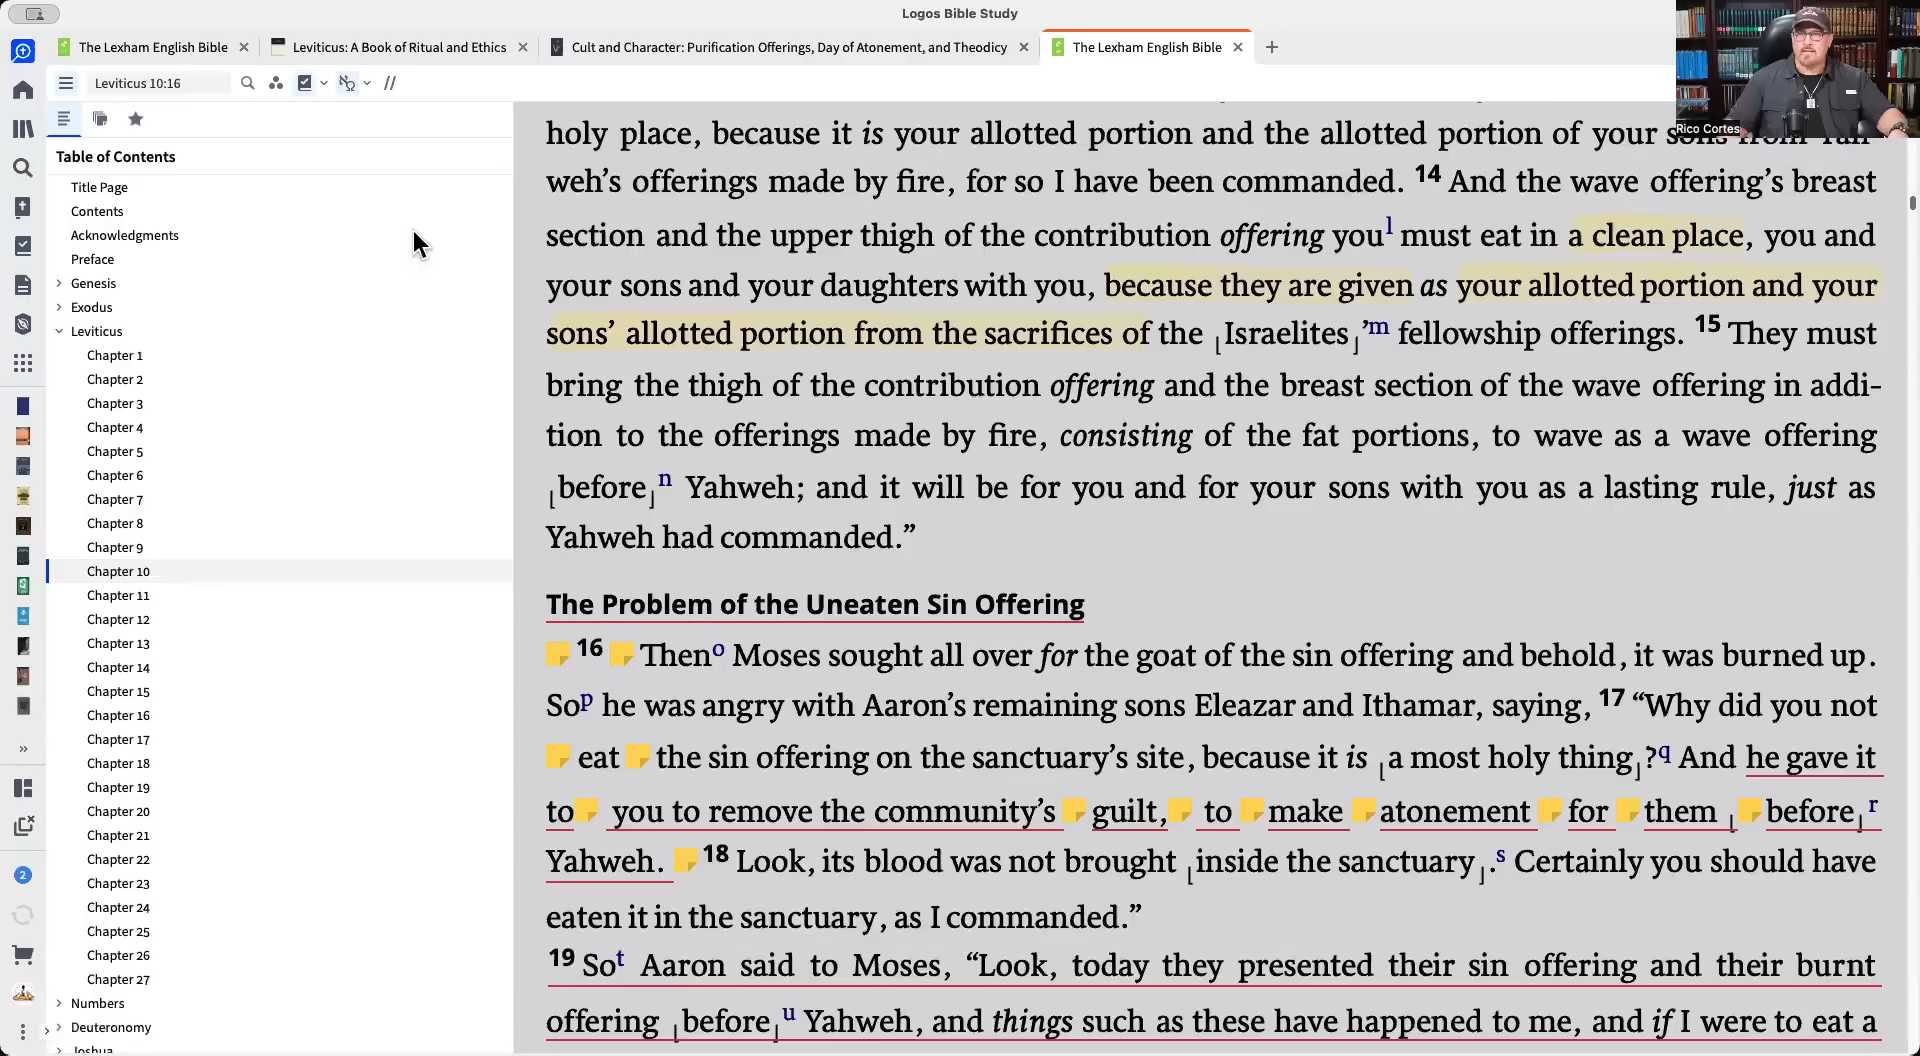 Logos Bible Study
The Lexham English Bible
Leviticus: A Book of Ritual and Ethics
Cult and Character: Purification Offerings, Day of Atonement, and Theodicy
The Lexham English Bible
Leviticus 10:16
Rico Cortes
Table of Contents
Title Page
Contents
Acknowledgments
Preface
Genesis
Exodus
Leviticus
Chapter 1
Chapter 2
Chapter 3
Chapter 4
Chapter 5
Chapter 6
Chapter 7
Chapter 8
Chapter 9
Chapter 10
Chapter 11
Chapter 12
Chapter 13
Chapter 14
Chapter 15
Chapter 16
Chapter 17
Chapter 18
Chapter 19
Chapter 20
Chapter 21
Chapter 22
Chapter 23
Chapter 24
Chapter 25
Chapter 26
Chapter 27
Numbers
Deuteronomy
Joshua
2
holy place, because it is your allotted portion and the allotted portion of your sons from
weh’s offerings made by fire, for so I have been commanded. 14 And the wave offering’s breast
section and the upper thigh of the contribution offering you l must eat in a clean place, you and
your sons and your daughters with you, because they are given as your allotted portion and your
sons’ allotted portion from the sacrifices of the ⌊Israelites⌋’ m fellowship offerings. 15 They must
bring the thigh of the contribution offering and the breast section of the wave offering in addi-
tion to the offerings made by fire, consisting of the fat portions, to wave as a wave offering
⌊before⌋ n Yahweh; and it will be for you and for your sons with you as a lasting rule, just as
Yahweh had commanded.”
The Problem of the Uneaten Sin Offering
16 Then o Moses sought all over for the goat of the sin offering and behold, it was burned up.
So p he was angry with Aaron’s remaining sons Eleazar and Ithamar, saying, 17 “Why did you not
eat the sin offering on the sanctuary’s site, because it is ⌊a most holy thing⌋? q And he gave it
to you to remove the community’s guilt, to make atonement for them ⌊before⌋ r
Yahweh. 18 Look, its blood was not brought ⌊inside the sanctuary⌋. s Certainly you should have
eaten it in the sanctuary, as I commanded.”
19 So t Aaron said to Moses, “Look, today they presented their sin offering and their burnt
offering ⌊before⌋ u Yahweh, and things such as these have happened to me, and if I were to eat a